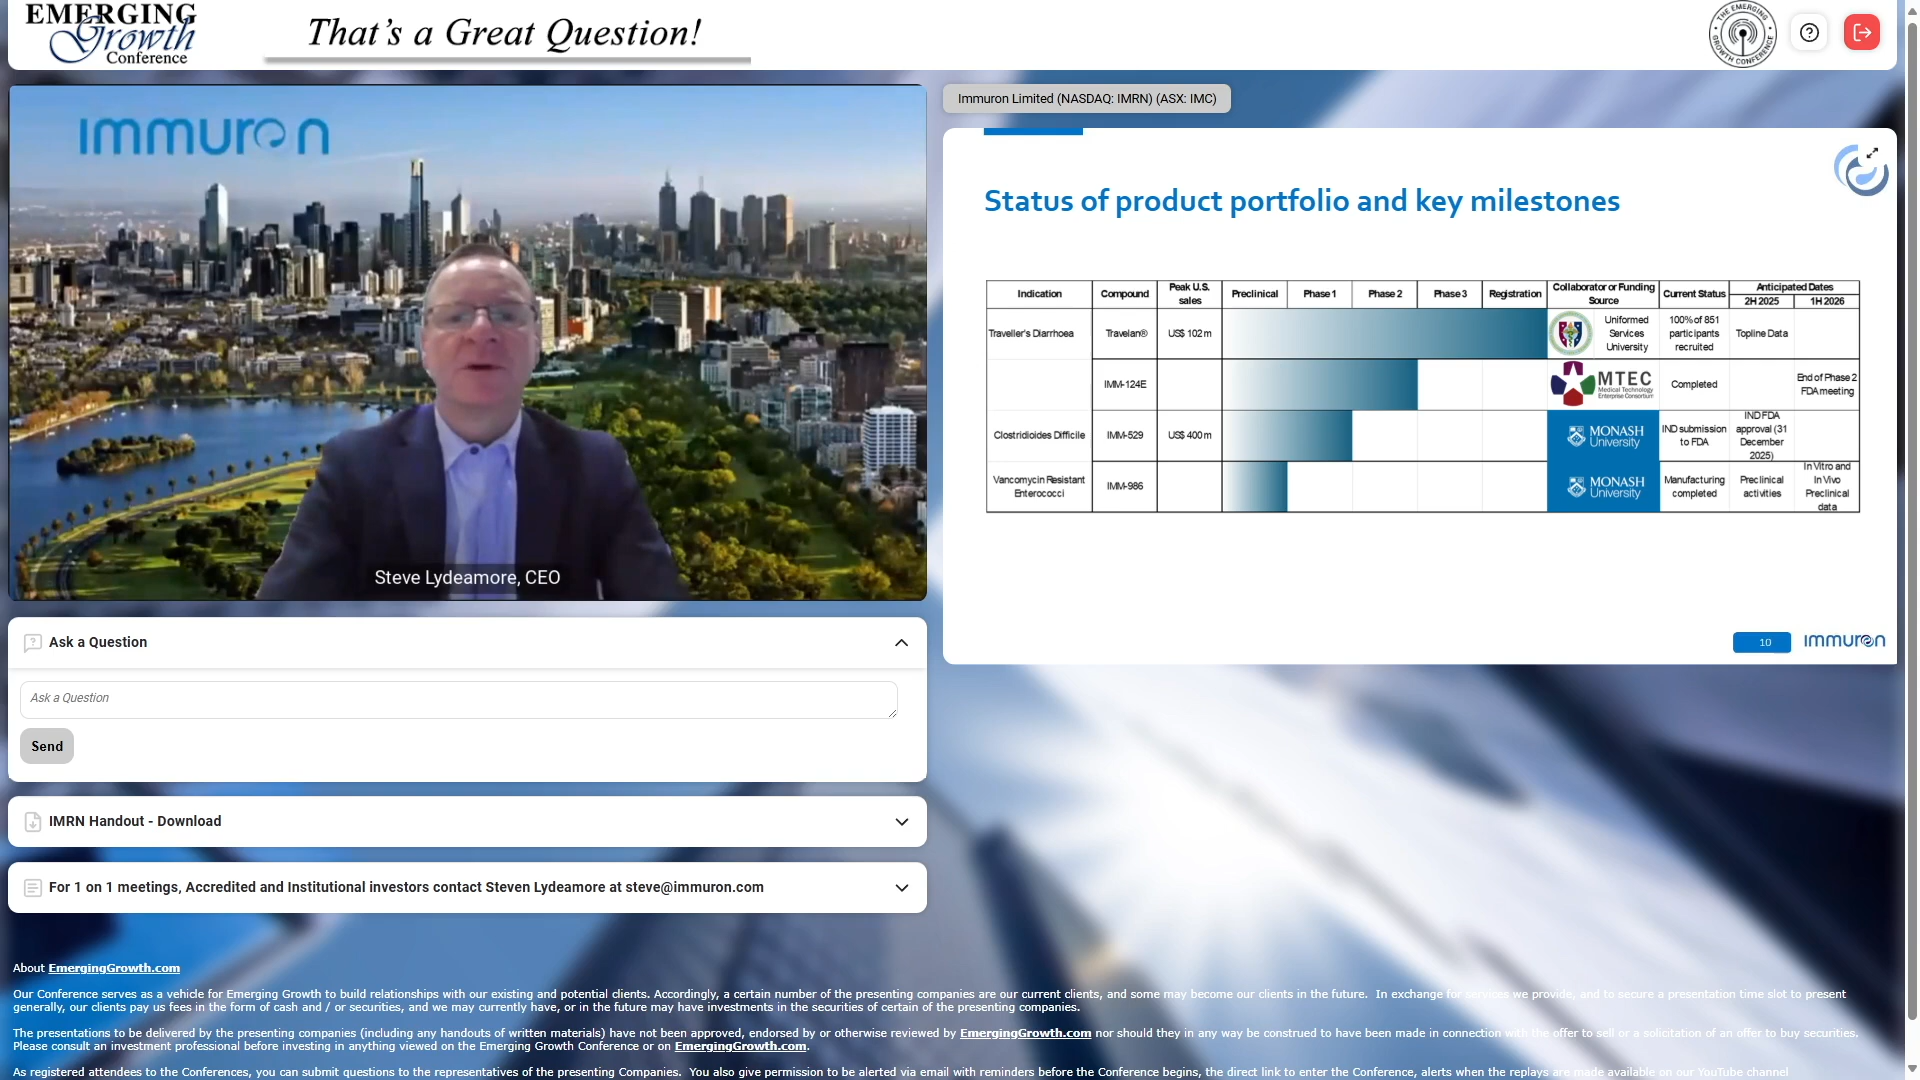 EMERGING
Growth
Conference
That's a Great Question!
THE EMERGING
GROWTH CONFERENCE
immuron
Steve Lydeamore, CEO
Immuron Limited (NASDAQ: IMRN) (ASX: IMC)
Status of product portfolio and key milestones
Indication Compound Peak U.S. sales Preclinical Phase 1 Phase 2 Phase 3 Registration Collaborator or Funding Source Current Status Anticipated Dates
2H 2025 1H 2026
Traveller's Diarrhoea Travelan® US$ 102 m Uniformed Services University 100% of 851 participants recruited Topline Data
IMM-124E MTEC Medical Technology Enterprise Consortium Completed End of Phase 2 FDA meeting
Clostridioides Difficile IMM-529 US$ 400 m MONASH University IND submission to FDA IND FDA approval (31 December 2025)
Vancomycin Resistant Enterococci IMM-986 MONASH University Manufacturing completed Preclinical activities In Vitro and In Vivo Preclinical data
10
immuron
Ask a Question
Ask a Question
Send
IMRN Handout - Download
For 1 on 1 meetings, Accredited and Institutional investors contact Steven Lydeamore at steve@immuron.com
About EmergingGrowth.com
Our Conference serves as a vehicle for Emerging Growth to build relationships with our existing and potential clients. Accordingly, a certain number of the presenting companies are our current clients, and some may become our clients in the future. In exchange for services we provide, and to secure a presentation time slot to present
generally, our clients pay us fees in the form of cash and / or securities, and we may currently have, or in the future may have investments in the securities of certain of the presenting companies.
The presentations to be delivered by the presenting companies (including any handouts of written materials) have not been approved, endorsed by or otherwise reviewed by EmergingGrowth.com nor should they in any way be construed to have been made in connection with the offer to sell or a solicitation of an offer to buy securities.
Please consult an investment professional before investing in anything viewed on the Emerging Growth Conference or on EmergingGrowth.com.
As registered attendees to the Conferences, you can submit questions to the representatives of the presenting Companies. You also give permission to be alerted via email with reminders before the Conference begins, the direct link to enter the Conference, alerts when the replays are made available on our YouTube channel